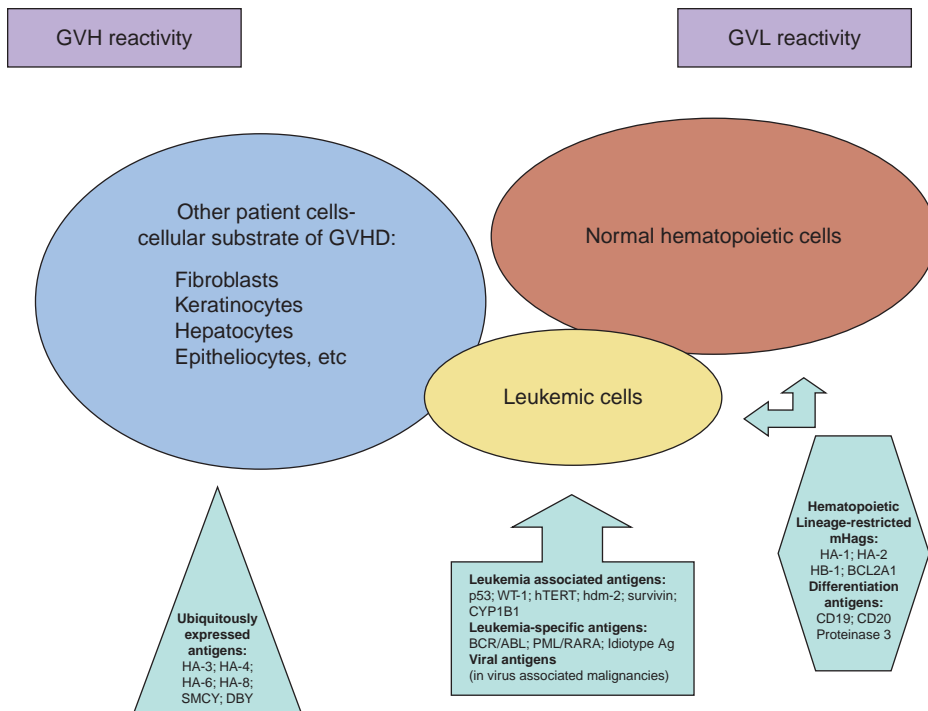 GVH reactivity
GVL reactivity
Other patient cells-
cellular substrate of GVHD:
Fibroblasts
Keratinocytes
Hepatocytes
Epitheliocytes, etc
Normal hematopoietic cells
Leukemic cells
Ubiquitously
expressed
antigens:
HA-3; HA-4;
HA-6; HA-8;
SMCY; DBY
Leukemia associated antigens:
p53; WT-1; hTERT; hdm-2; survivin;
CYP1B1
Leukemia-specific antigens:
BCR/ABL; PML/RARA; Idiotype Ag
Viral antigens
(in virus associated malignancies)
Hematopoietic
Lineage-restricted
mHags:
HA-1; HA-2
HB-1; BCL2A1
Differentiation
antigens:
CD19; CD20
Proteinase 3